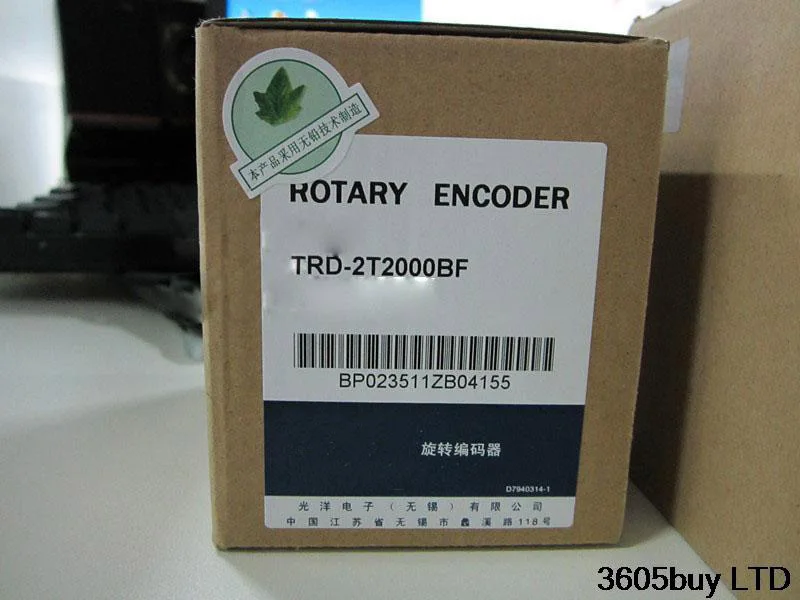 本产品采用无铅技术制造
ROTARY ENCODER
TRD-2T2000BF
BP023511ZB04155
旋转编码器
D7940314-1
光洋电子（无锡）有限公司
中国江苏省无锡市蠡溪路118号
3605buy LTD